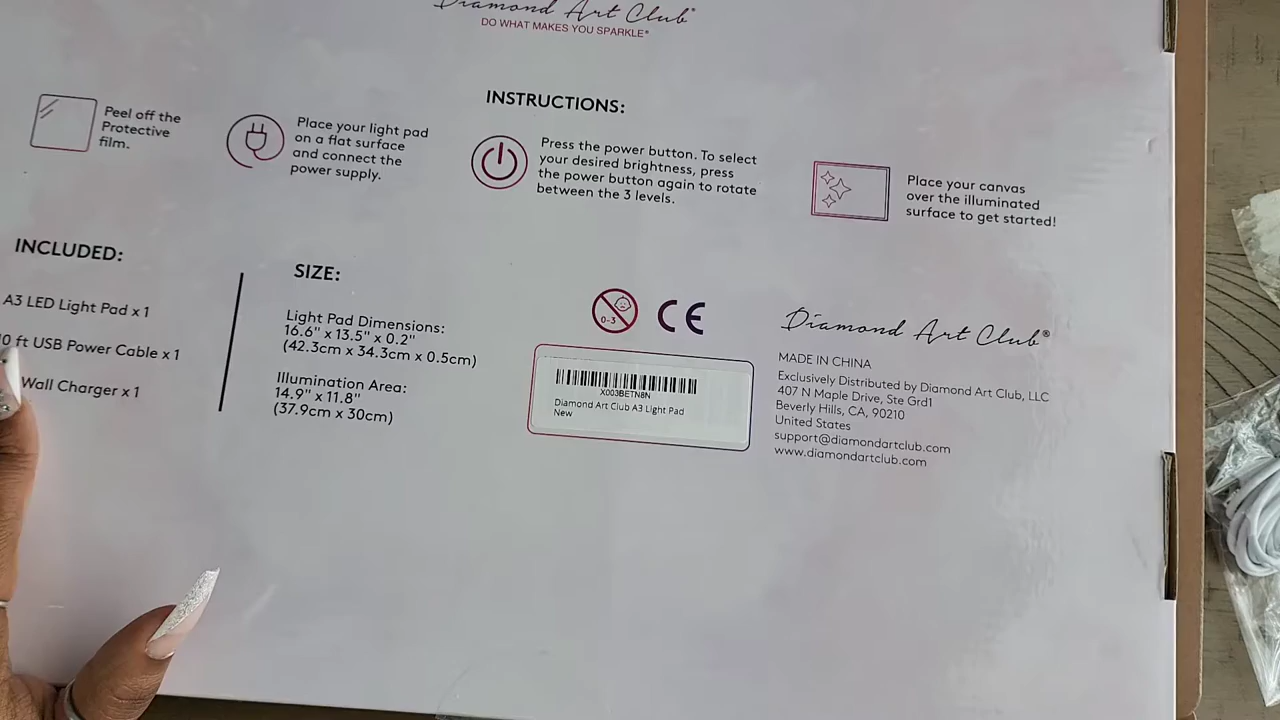 Diamond Art Club®
DO WHAT MAKES YOU SPARKLE®
INSTRUCTIONS:
Peel off the
Protective
film.
Place your light pad
on a flat surface
and connect the
power supply.
Press the power button. To select
your desired brightness, press
the power button again to rotate
between the 3 levels.
Place your canvas
over the illuminated
surface to get started!
INCLUDED:
A3 LED Light Pad x 1
ft USB Power Cable x 1
Wall Charger x 1
SIZE:
Light Pad Dimensions:
16.6" x 13.5" x 0.2"
(42.3cm x 34.3cm x 0.5cm)
Illumination Area:
14.9" x 11.8"
(37.9cm x 30cm)
0-3
CE
X003BETN8N
Diamond Art Club A3 Light Pad
New
Diamond Art Club®
MADE IN CHINA
Exclusively Distributed by Diamond Art Club, LLC
407 N Maple Drive, Ste Grd1
Beverly Hills, CA, 90210
United States
support@diamondartclub.com
www.diamondartclub.com